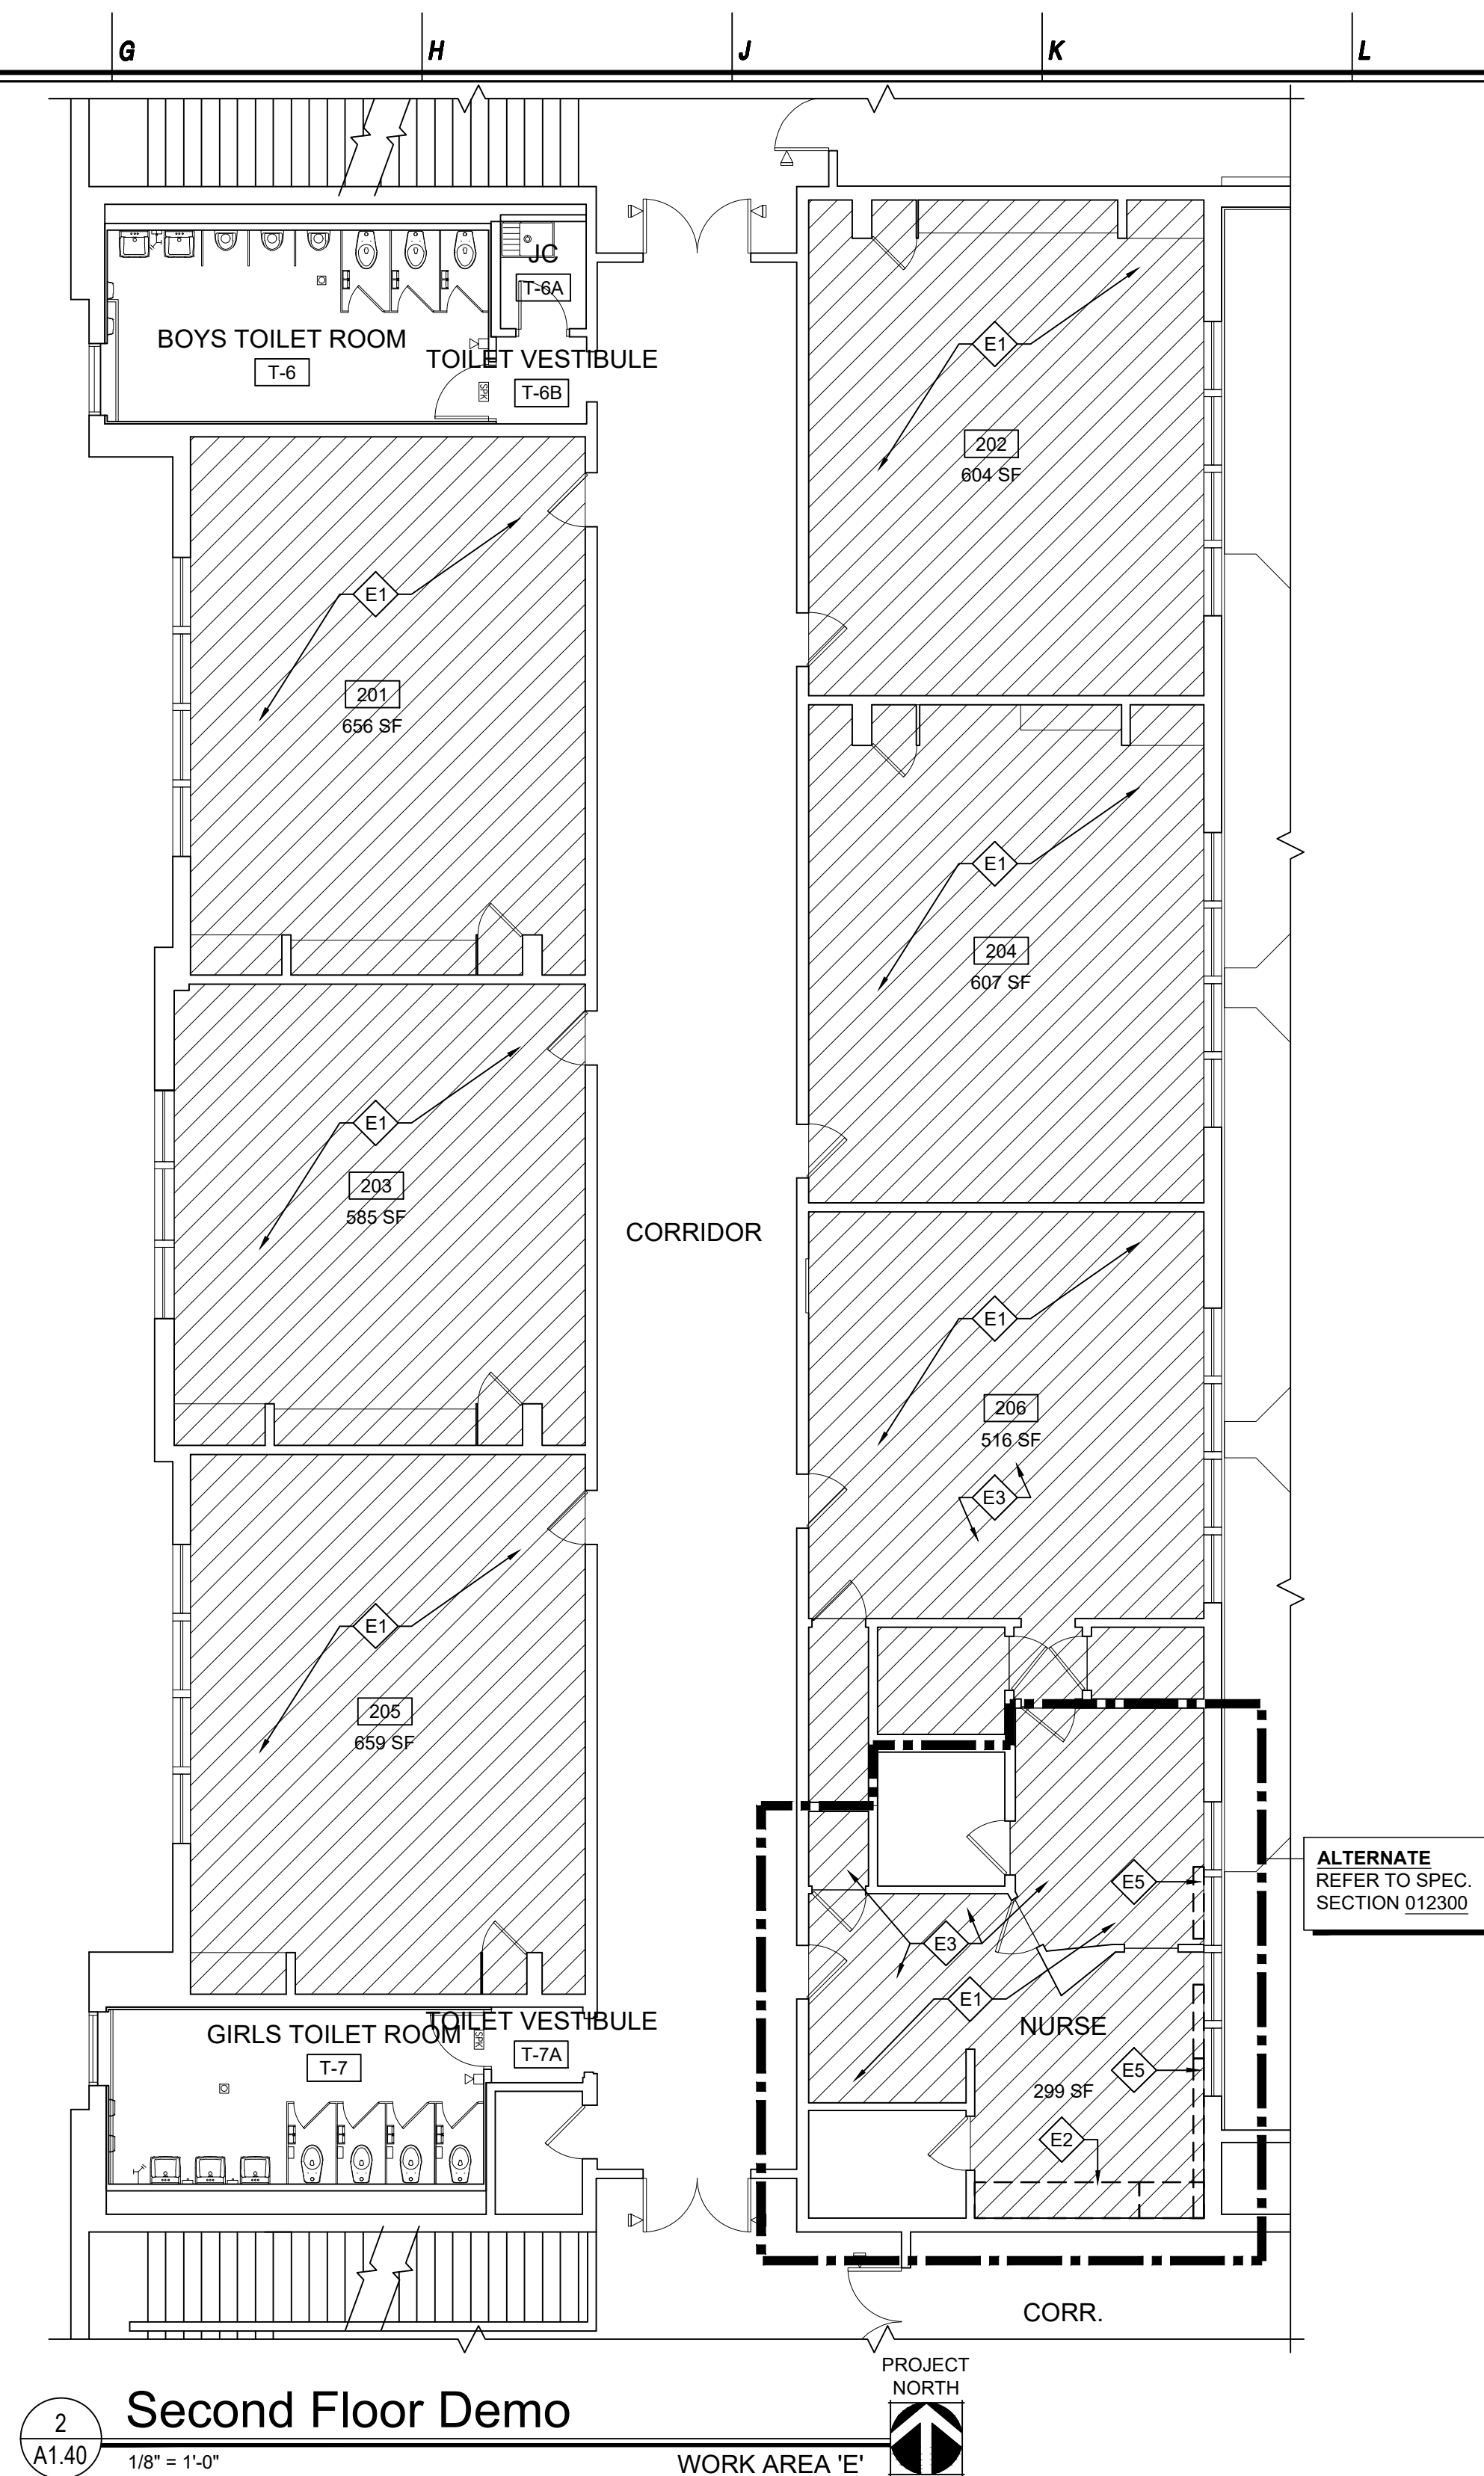 G H J K L
JC
T-6A
BOYS TOILET ROOM
T-6
TOILET VESTIBULE
T-6B
SPK
E1
202
604 SF
E1
201
656 SF
E1
204
607 SF
E1
203
585 SF
CORRIDOR
E1
206
516 SF
E3
E1
205
659 SF
ALTERNATE
REFER TO SPEC.
SECTION 012300
E5
E3
E1
NURSE
299 SF
E5
E2
GIRLS TOILET ROOM
T-7
TOILET VESTIBULE
T-7A
SPK
CORR.
PROJECT
NORTH
2
A1.40
Second Floor Demo
1/8" = 1'-0"
WORK AREA 'E'